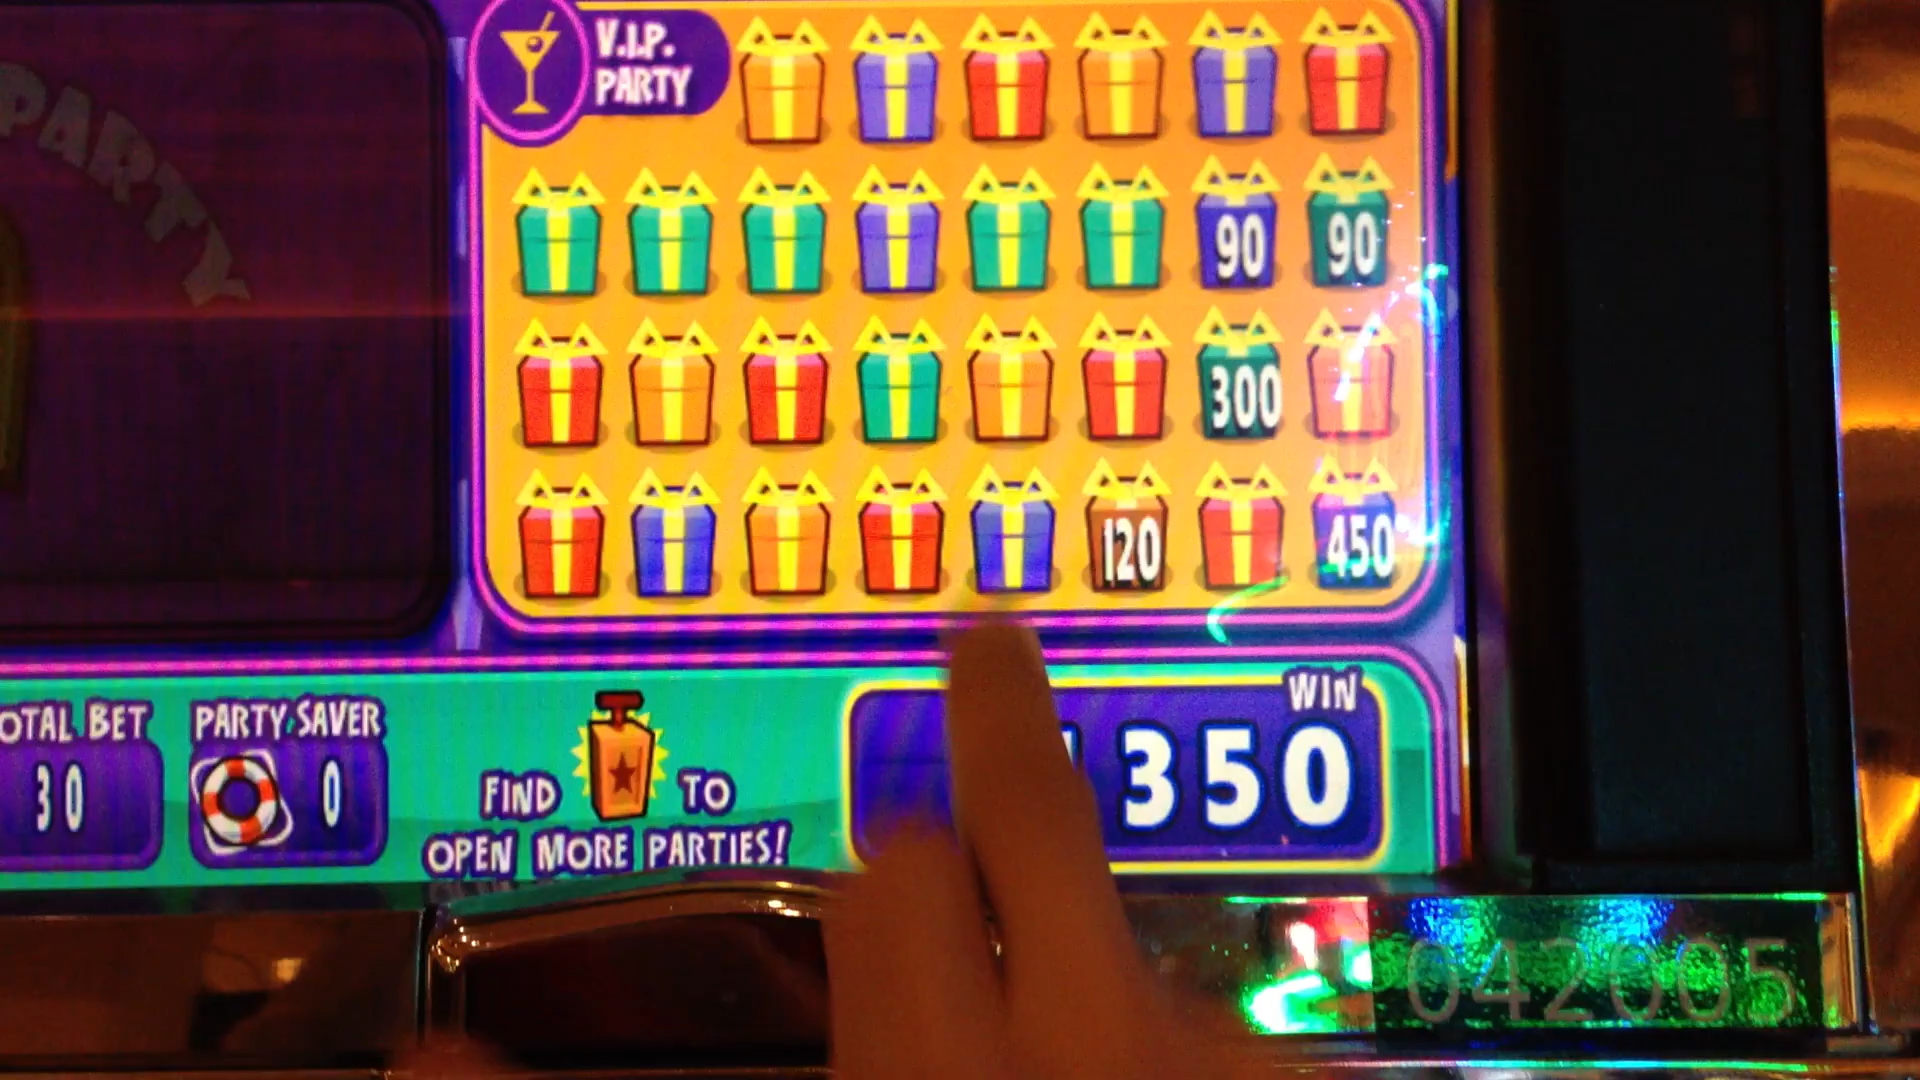 PARTY
V.I.P.
PARTY
90 90
300
120 450
OTAL BET
30
PARTY SAVER
0
FIND TO
OPEN MORE PARTIES!
WIN
350
042005